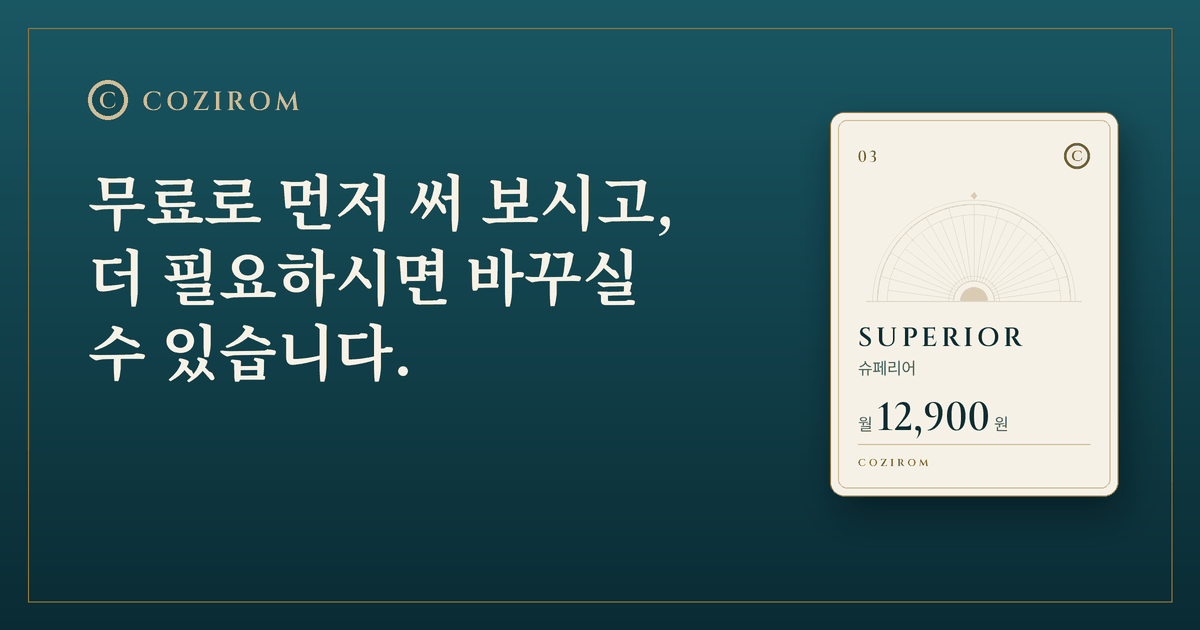 C COZIROM
무료로 먼저 써 보시고,
더 필요하시면 바꾸실
수 있습니다.
03 C
SUPERIOR
슈페리어
월 12,900 원
COZIROM